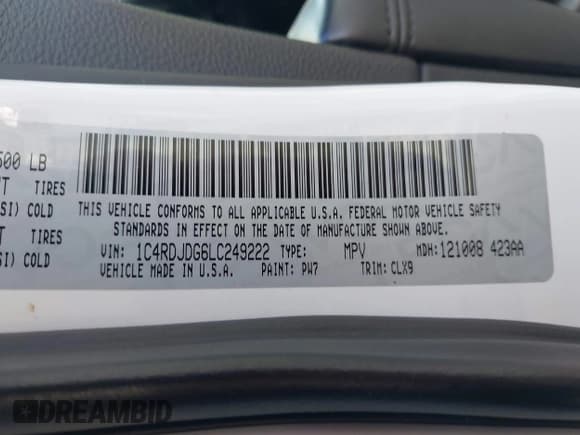 500 LB
TIRES
SI) COLD
TIRES
SI) COLD
THIS VEHICLE CONFORMS TO ALL APPLICABLE U.S.A. FEDERAL MOTOR VEHICLE SAFETY
STANDARDS IN EFFECT ON THE DATE OF MANUFACTURE SHOWN ABOVE.
VIN: 1C4RDJDG6LC249222 TYPE: MPV MDH:121008 423AA
VEHICLE MADE IN U.S.A. PAINT: PW7 TRIM: CLX9
DREAMBID